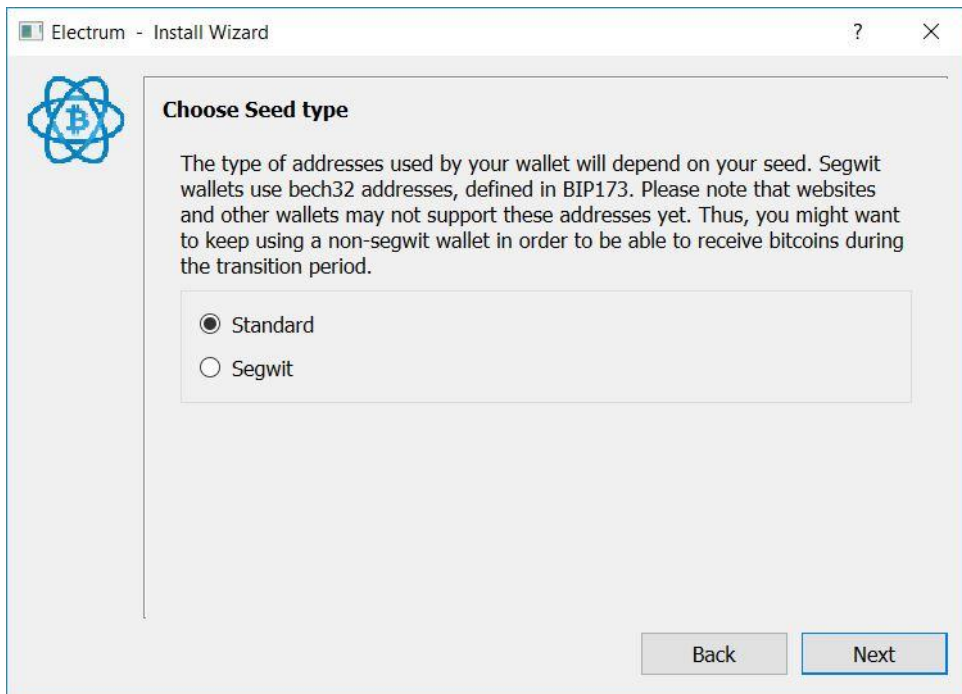 Electrum - Install Wizard
?
Choose Seed type
The type of addresses used by your wallet will depend on your seed. Segwit
wallets use bech32 addresses, defined in BIP173. Please note that websites
and other wallets may not support these addresses yet. Thus, you might want
to keep using a non-segwit wallet in order to be able to receive bitcoins during
the transition period.
Standard
Segwit
Back
Next